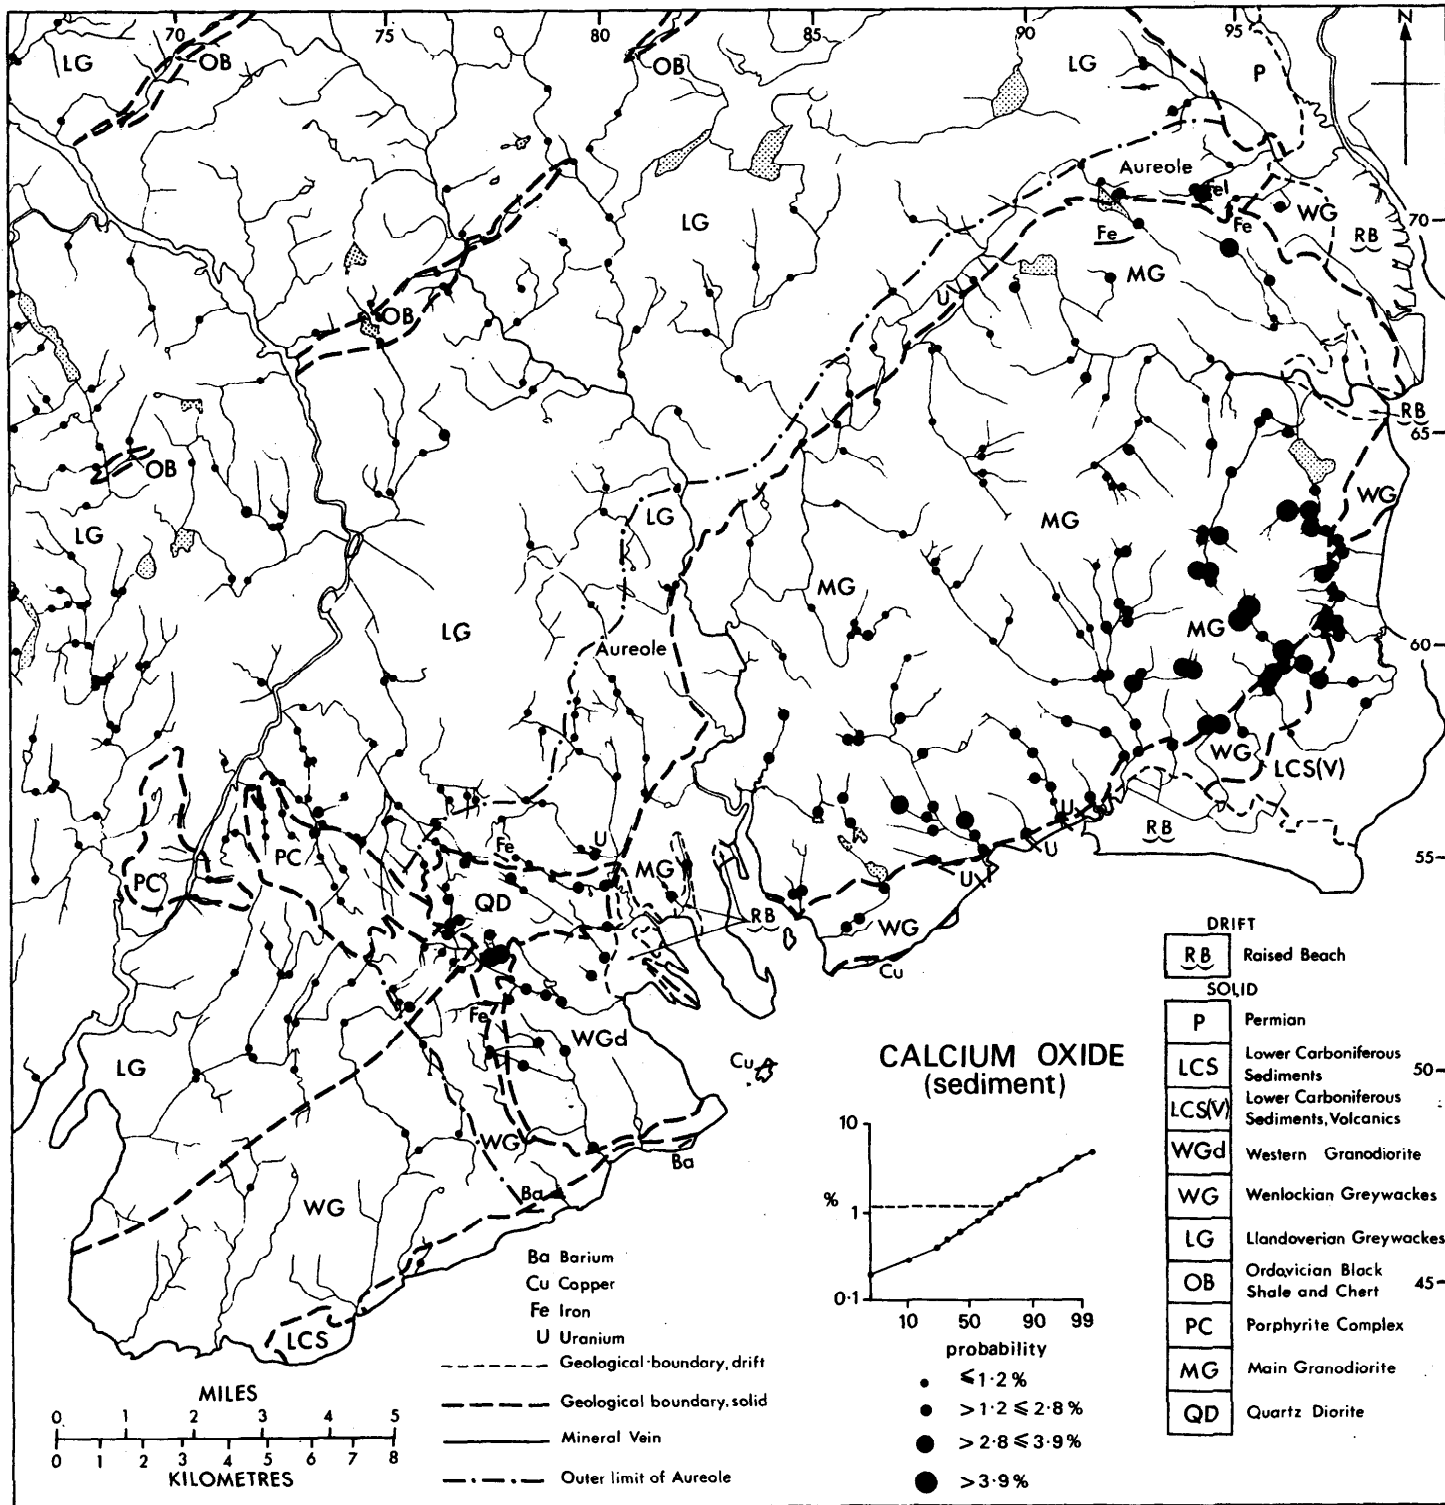 70 75 80 85 90 95 N
LG OB OB LG P
Aureole
Fe
LG WG 70
Fe Fe RB
MG
U
OB
RB
65
OB
WG
LG LG MG
MG
LG MG 60
Aureole
WG
LCS(V)
U
RB
Fe U
PC MG U 55
PC
QD U
RB WG
Cu
Fe
WGd
LG Cu
WG
Ba
Ba
WG
LCS
CALCIUM OXIDE
(sediment)
10
%
1
0·1
10 50 90 99
probability
≤1·2%
>1·2≤2·8%
>2·8≤3·9%
>3·9%
DRIFT
RB Raised Beach
SOLID
P Permian
LCS Lower Carboniferous
Sediments 50
LCS(V) Lower Carboniferous
Sediments, Volcanics
WGd Western Granodiorite
WG Wenlockian Greywackes
LG Llandoverian Greywackes
OB Ordovician Black
Shale and Chert 45
PC Porphyrite Complex
MG Main Granodiorite
QD Quartz Diorite
Ba Barium
Cu Copper
Fe Iron
U Uranium
Geological boundary, drift
Geological boundary, solid
Mineral Vein
Outer limit of Aureole
MILES
0 1 2 3 4 5
0 1 2 3 4 5 6 7 8
KILOMETRES